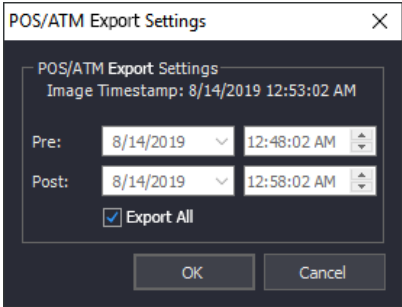 POS/ATM Export Settings
POS/ATM Export Settings
Image Timestamp: 8/14/2019 12:53:02 AM
Pre: 8/14/2019 12:48:02 AM
Post: 8/14/2019 12:58:02 AM
Export All
OK Cancel